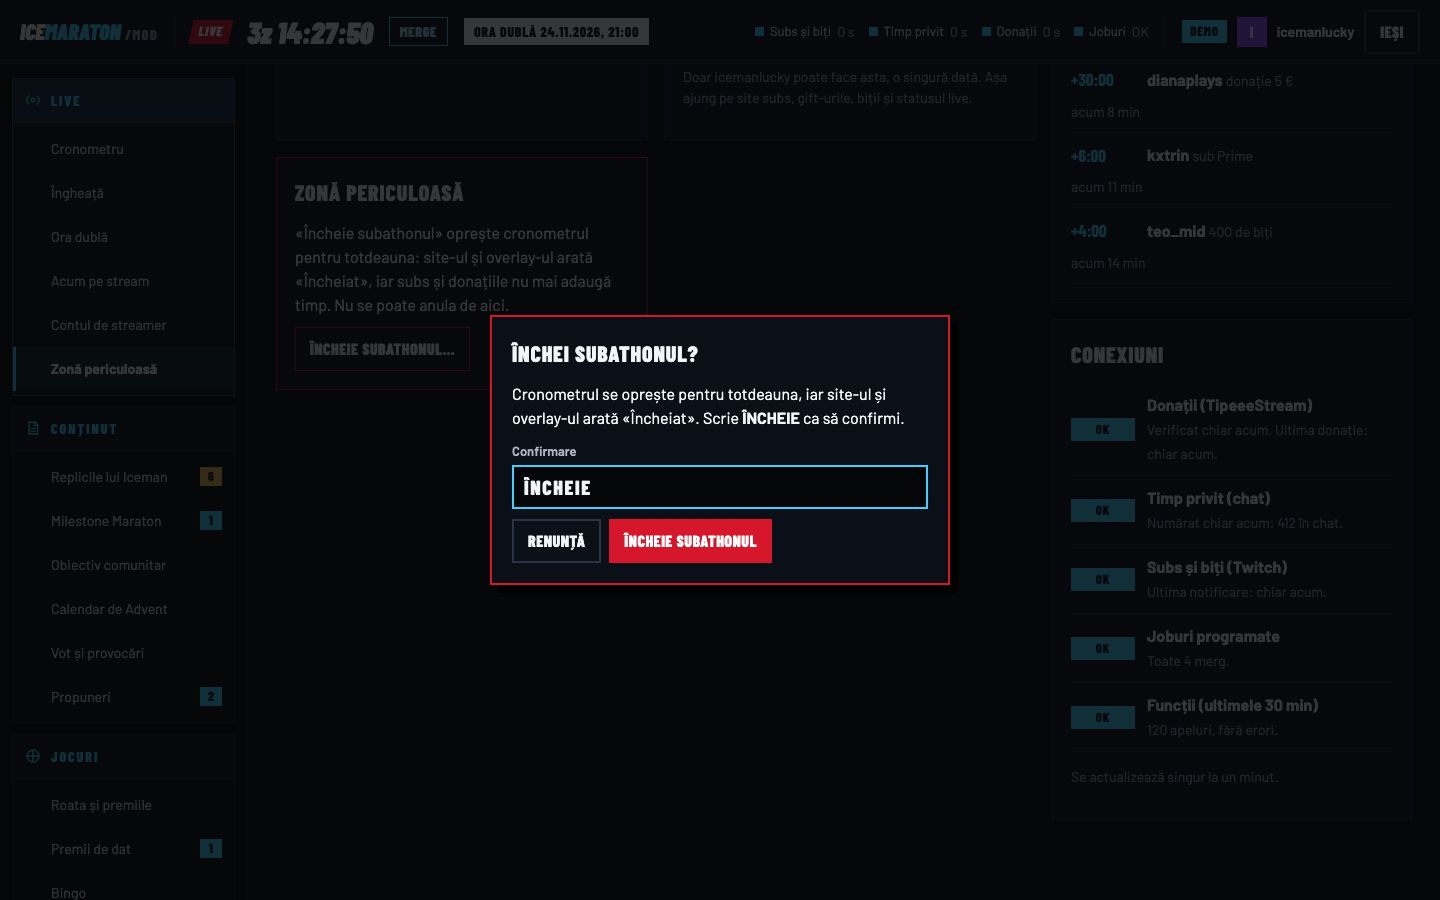 ICEMARATON /MOD
LIVE
3z 14:27:50
MERGE
ORA DUBLĂ 24.11.2026, 21:00
Subs și biți 0 s
Timp privit 0 s
Donații 0 s
Joburi OK
DEMO
I
icemanlucky
IEȘI
LIVE
Cronometru
Îngheață
Ora dublă
Acum pe stream
Contul de streamer
Zonă periculoasă
CONȚINUT
Replicile lui Iceman 6
Milestone Maraton 1
Obiectiv comunitar
Calendar de Advent
Vot și provocări
Propuneri 2
JOCURI
Roata și premiile
Premii de dat 1
Bingo
Doar icemanlucky poate face asta, o singură dată. Așa
ajung pe site subs, gift-urile, biții și statusul live.
ZONĂ PERICULOASĂ
«Încheie subathonul» oprește cronometrul
pentru totdeauna: site-ul și overlay-ul arată
«Încheiat», iar subs și donațiile nu mai adaugă
timp. Nu se poate anula de aici.
ÎNCHEIE SUBATHONUL...
ÎNCHEI SUBATHONUL?
Cronometrul se oprește pentru totdeauna, iar site-ul și
overlay-ul arată «Încheiat». Scrie ÎNCHEIE ca să confirmi.
Confirmare
ÎNCHEIE
RENUNȚĂ
ÎNCHEIE SUBATHONUL
+30:00 dianaplays donație 5 €
acum 8 min
+6:00 kxtrin sub Prime
acum 11 min
+4:00 teo_mid 400 de biți
acum 14 min
CONEXIUNI
Donații (TipeeeStream)
OK
Verificat chiar acum. Ultima donație:
chiar acum.
Timp privit (chat)
OK
Numărat chiar acum: 412 în chat.
Subs și biți (Twitch)
OK
Ultima notificare: chiar acum.
Joburi programate
OK
Toate 4 merg.
Funcții (ultimele 30 min)
OK
120 apeluri, fără erori.
Se actualizează singur la un minut.